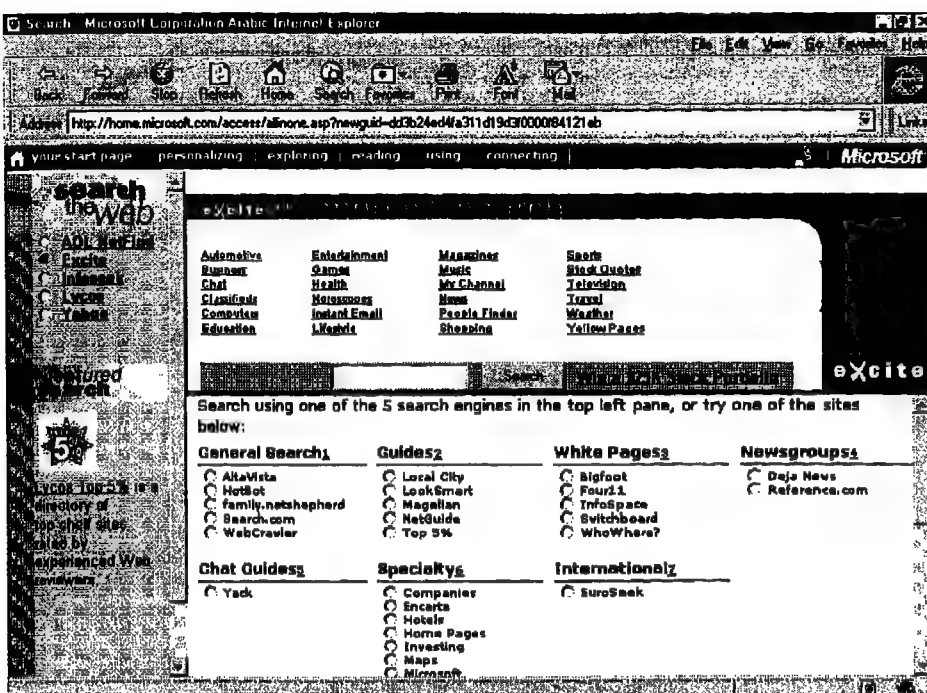 Search - Microsoft Corporation Arabic Internet Explorer
File Edit View Go Favorites Help
Back Forward Stop Refresh Home Search Favorites Print Font Mail
Address http://home.microsoft.com/access/allinone.asp?newguid=dd3b24ed4fa311d19d3f0000f84121eb Links
your start page personalizing exploring reading using connecting Microsoft
search
the web
AOL NetFind
Excite
Infoseek
Lycos
Yahoo
featured
search
5%
Lycos Top 5% is a
directory of
top shelf sites
rated by
experienced Web
reviewers
excite
Automotive Entertainment Magazines Sports
Business Games Music Stock Quotes
Chat Health My Channel Television
Classifieds Horoscopes News Travel
Computers Instant Email People Finder Weather
Education Lifestyle Shopping Yellow Pages
Search
excite
Search using one of the 5 search engines in the top left pane, or try one of the sites
below:
General Search1 Guides2 White Pages3 Newsgroups4
AltaVista Local City Bigfoot Deja News
HotBot LookSmart Four11 Reference.com
family.netshepherd Magellan InfoSpace
Search.com NetGuide Switchboard
WebCrawler Top 5% WhoWhere?
Chat Guides5 Specialty6 International7
Yack Companies EuroSeek
Encarta
Hotels
Home Pages
Investing
Maps
Microsoft